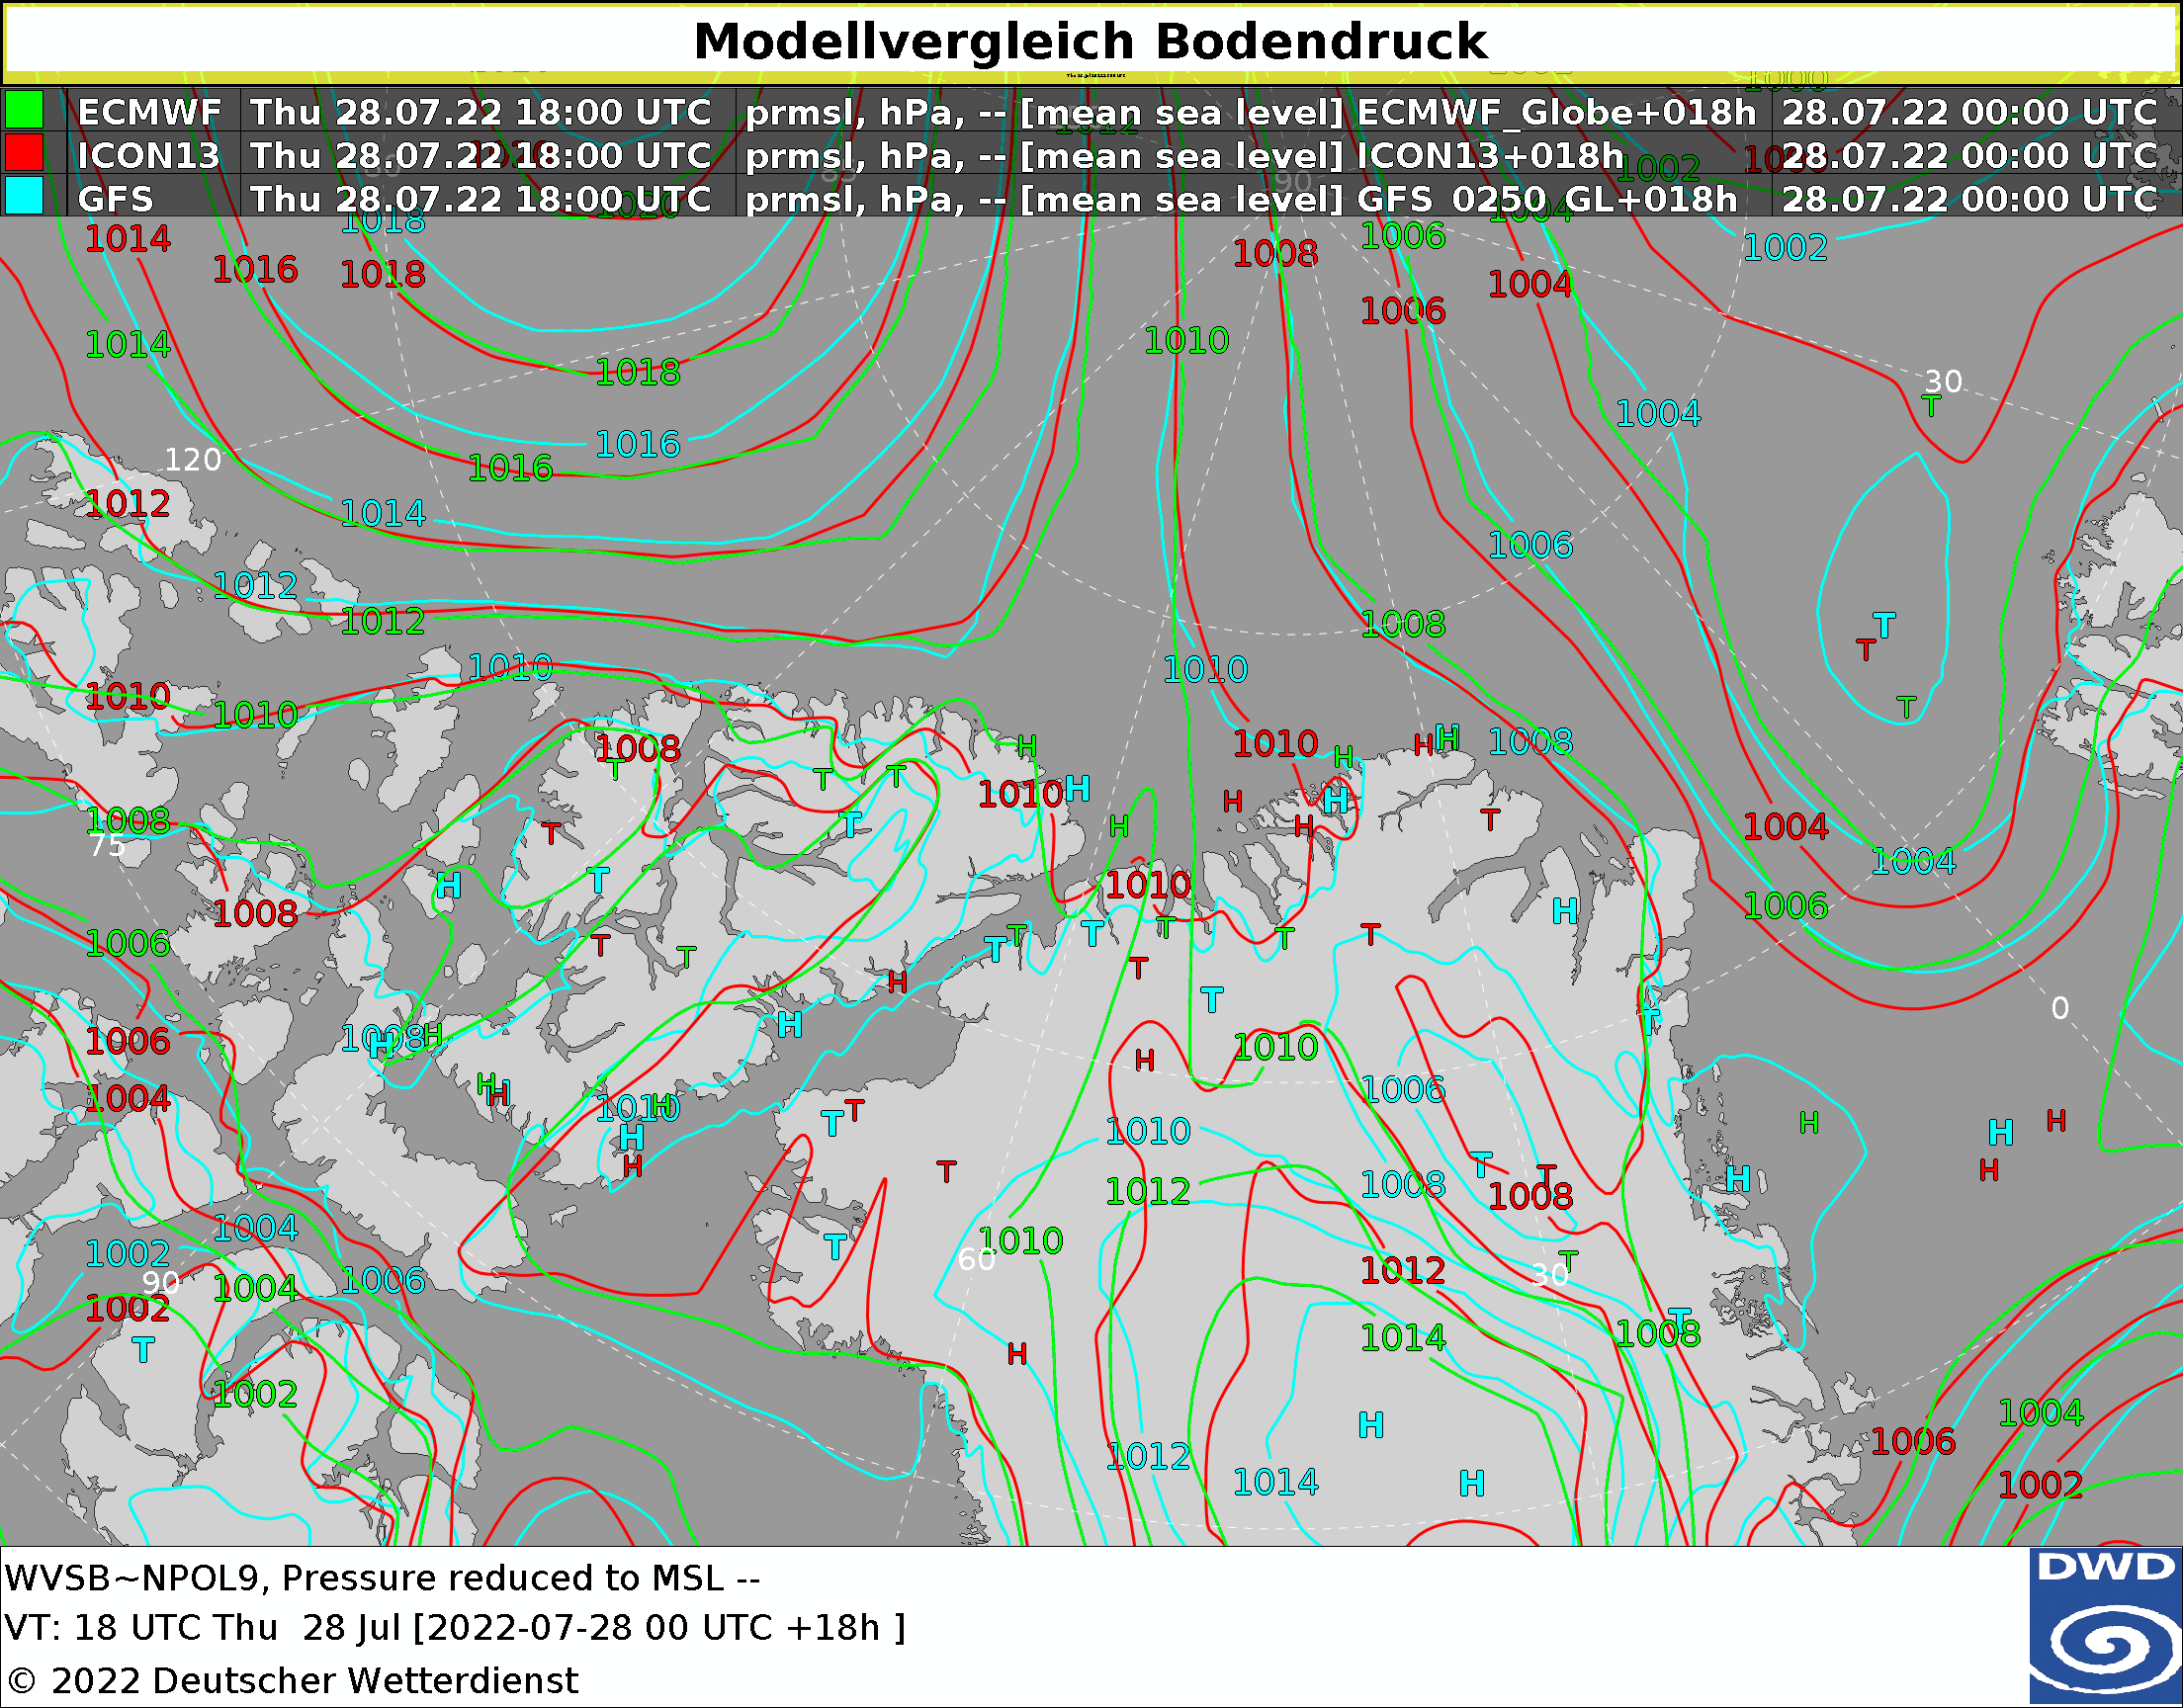 Modellvergleich Bodendruck
ECMWF Thu 28.07.22 18:00 UTC prmsl, hPa, -- [mean sea level] ECMWF_Globe+018h 28.07.22 00:00 UTC
ICON13 Thu 28.07.22 18:00 UTC prmsl, hPa, -- [mean sea level] ICON13+018h 28.07.22 00:00 UTC
GFS Thu 28.07.22 18:00 UTC prmsl, hPa, -- [mean sea level] GFS_0250_GL+018h 28.07.22 00:00 UTC
1014 1018 1008 1006 1004 1002
1016 1018 1006 1004
1014 1018 1010 1004 30 T
120 1016 1016
1012 1014 1006
1012 1012 1008 T T
1010 1010 1010 1010 T
1008 T H 1010 H H H 1008
1008 T T 1010 H H H H T 1004
75 T T H H 1004
1008 H T 1010 H 1006
1006 T T H T T T T T T
1006 1008 H H H T 1010 T 0
1004 H H 1010 H H 1006 H H H
T T 1010 H H T T H
1004 H T 1012 1008 1008 H
1002 1006 T 1010 60 1012 30 T
90 1004 1002 T H 1014 1008 T
1002 1012 1014 H H 1006 1004 1002
WVSB~NPOL9, Pressure reduced to MSL --
VT: 18 UTC Thu 28 Jul [2022-07-28 00 UTC +18h ]
© 2022 Deutscher Wetterdienst
DWD